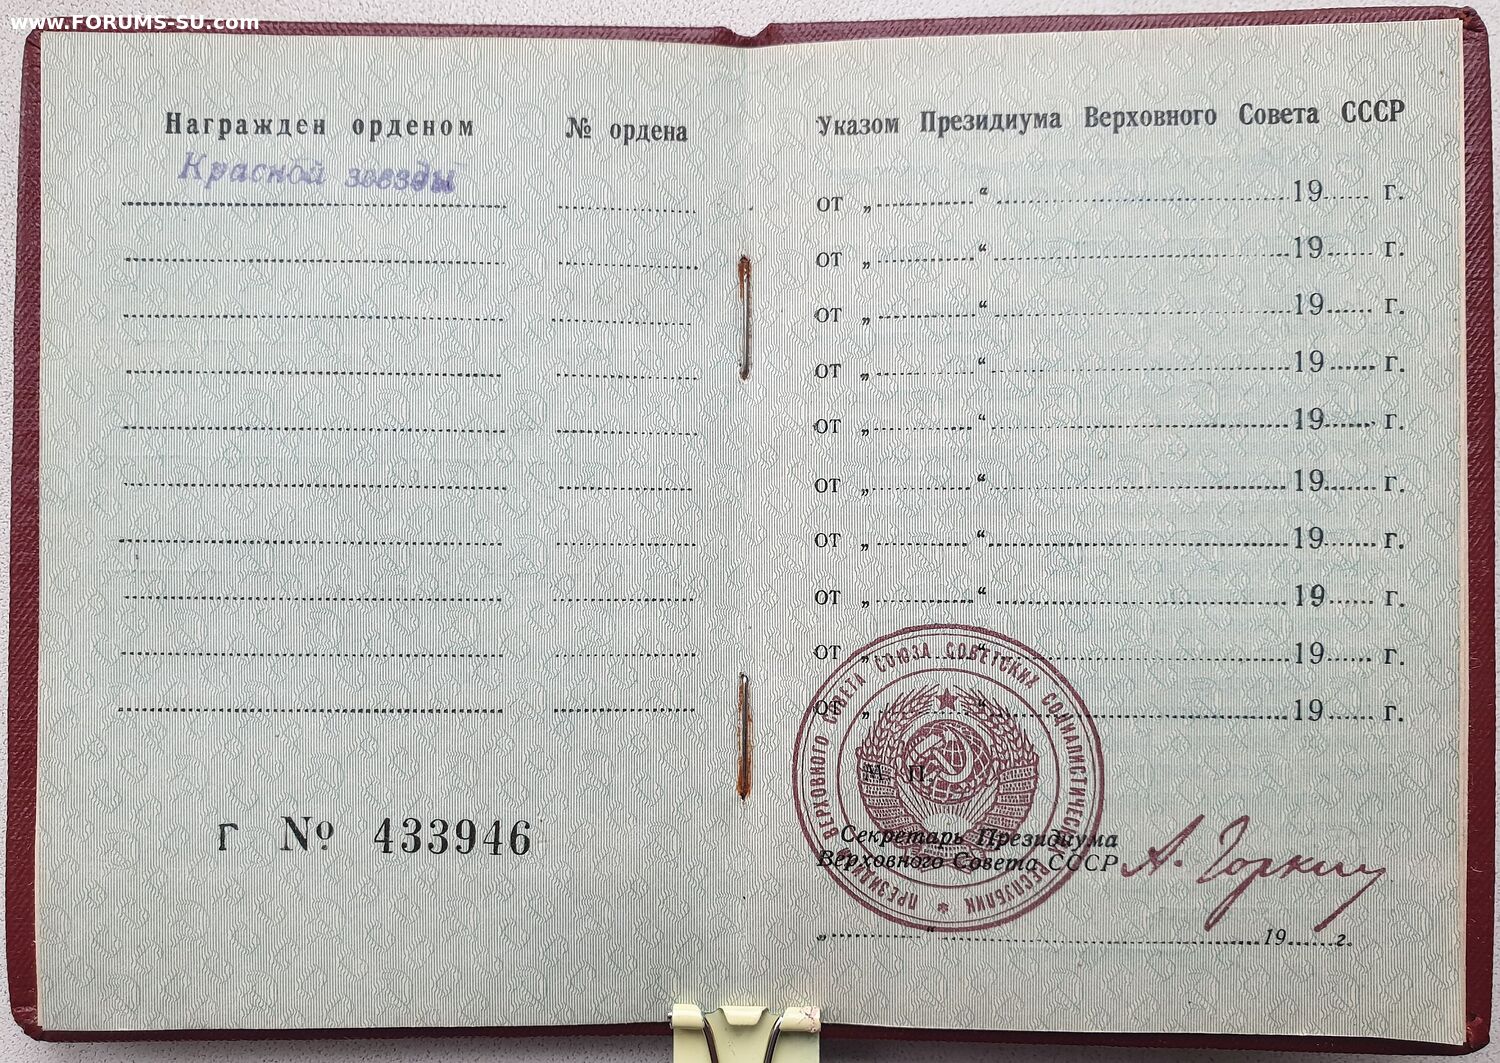 www.FORUMS-SU.com
Награжден орденом № ордена
Красной звезды
г № 433946
Указом Президиума Верховного Совета СССР
от „ “ 19 г.
от „ “ 19 г.
от „ “ 19 г.
от „ “ 19 г.
от „ “ 19 г.
от „ “ 19 г.
от „ “ 19 г.
от „ “ 19 г.
от „ “ 19 г.
от „ “ 19 г.
М. П.
ПРЕЗИДИУМ ВЕРХОВНОГО СОВЕТА СОЮЗА СОВЕТСКИХ СОЦИАЛИСТИЧЕСКИХ РЕСПУБЛИК
Секретарь Президиума
Верховного Совета СССР А. Горкин
„ “ 19 г.